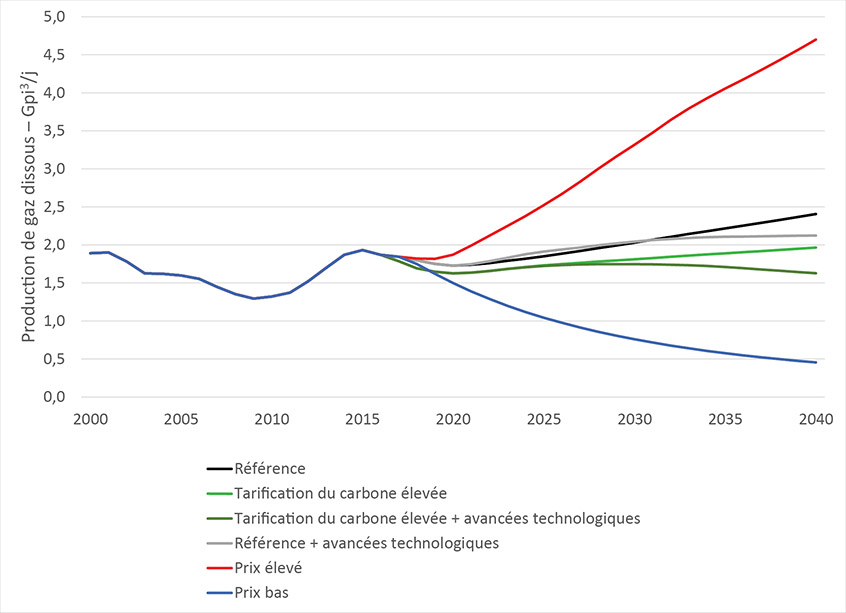 Production de gaz dissous – Gpi³/j
5,0
4,5
4,0
3,5
3,0
2,5
2,0
1,5
1,0
0,5
0,0
2000 2005 2010 2015 2020 2025 2030 2035 2040
Référence
Tarification du carbone élevée
Tarification du carbone élevée + avancées technologiques
Référence + avancées technologiques
Prix élevé
Prix bas